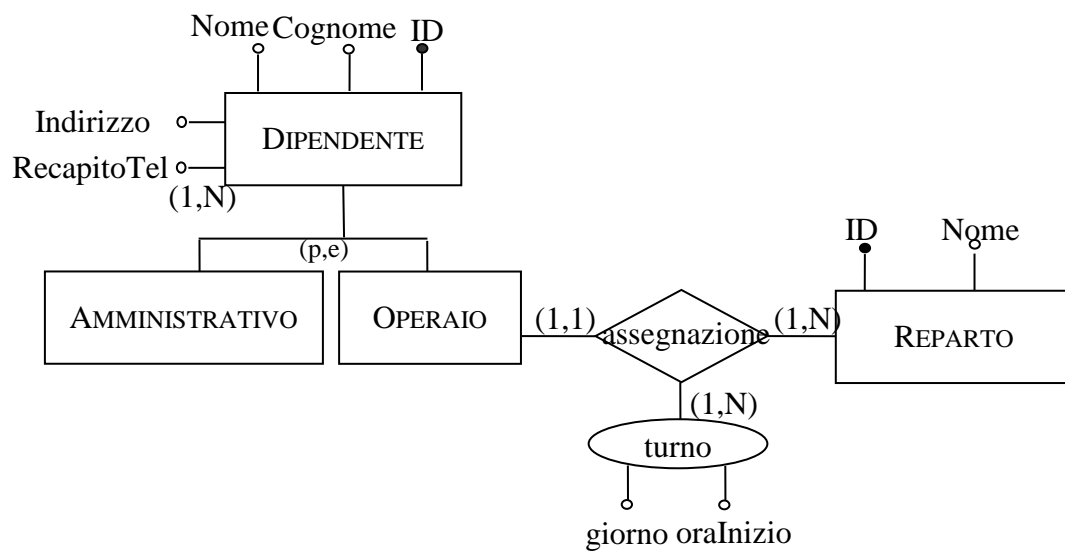 Nome Cognome ID
Indirizzo
DIPENDENTE
RecapitoTel
(1,N)
ID Nome
(p,e)
AMMINISTRATIVO
OPERAIO
(1,1)
assegnazione
(1,N)
REPARTO
(1,N)
turno
giorno oraInizio